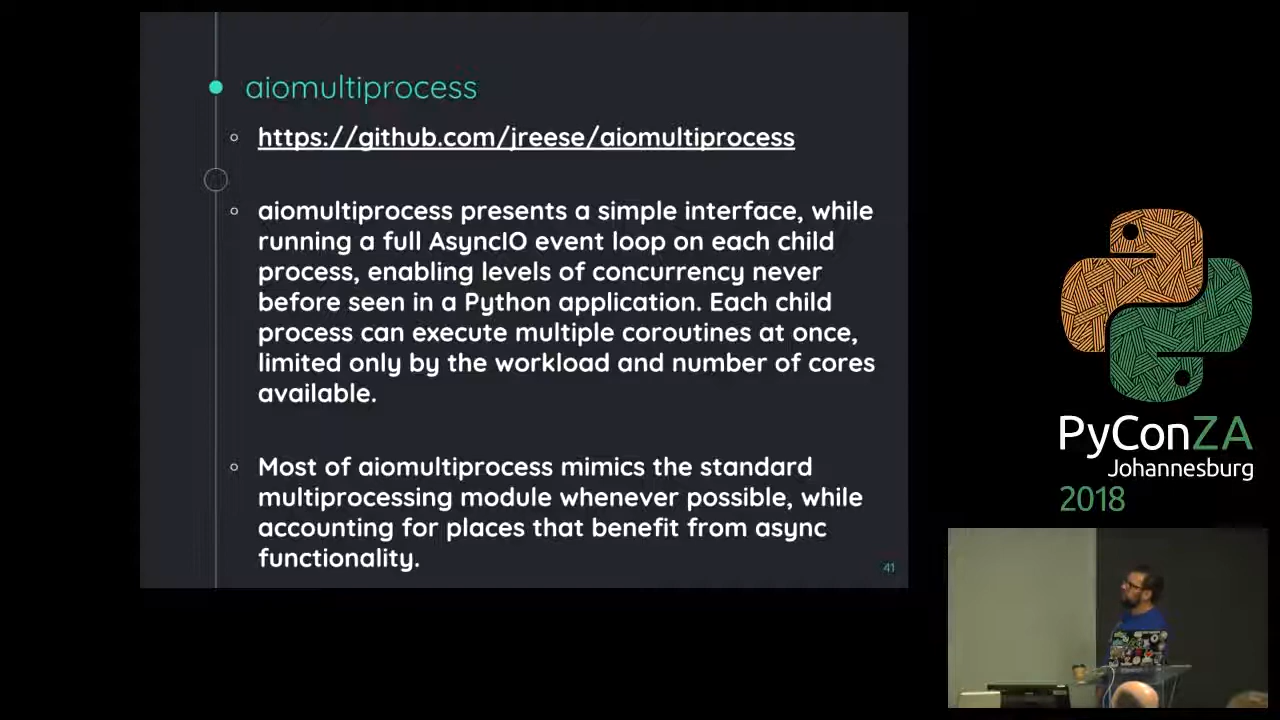 aiomultiprocess
https://github.com/jreese/aiomultiprocess
aiomultiprocess presents a simple interface, while
running a full AsyncIO event loop on each child
process, enabling levels of concurrency never
before seen in a Python application. Each child
process can execute multiple coroutines at once,
limited only by the workload and number of cores
available.
Most of aiomultiprocess mimics the standard
multiprocessing module whenever possible, while
accounting for places that benefit from async
functionality.
41
PyConZA
Johannesburg
2018